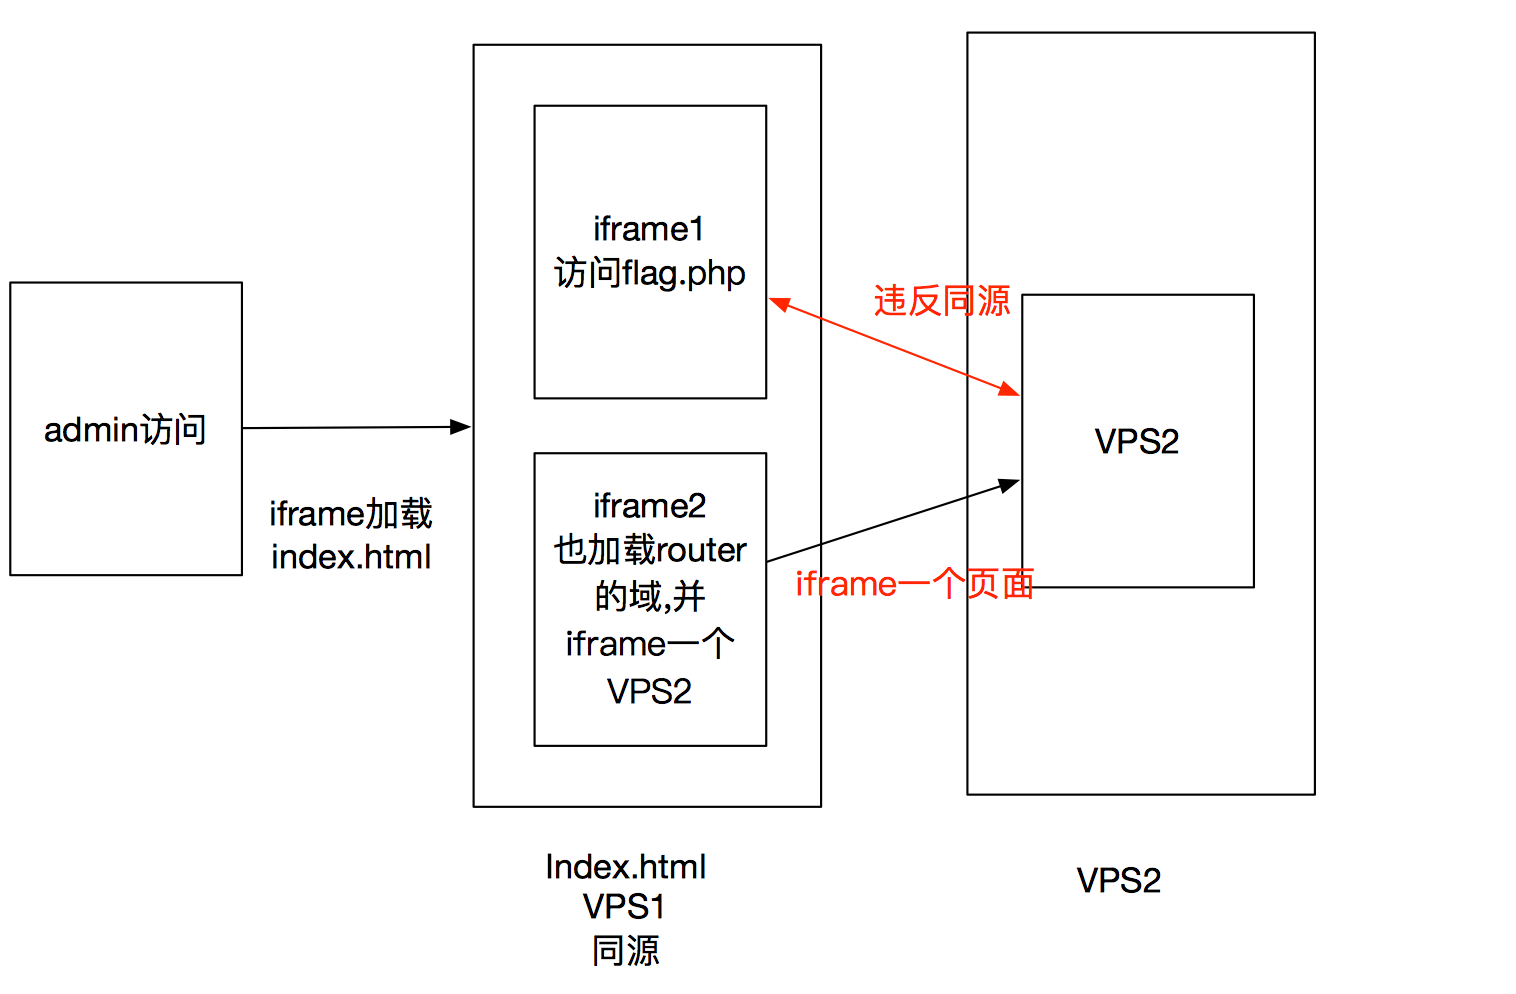 admin访问
iframe加载
index.html
iframe1
访问flag.php
iframe2
也加载router
的域,并
iframe一个
VPS2
Index.html
VPS1
同源
违反同源
iframe一个页面
VPS2
VPS2